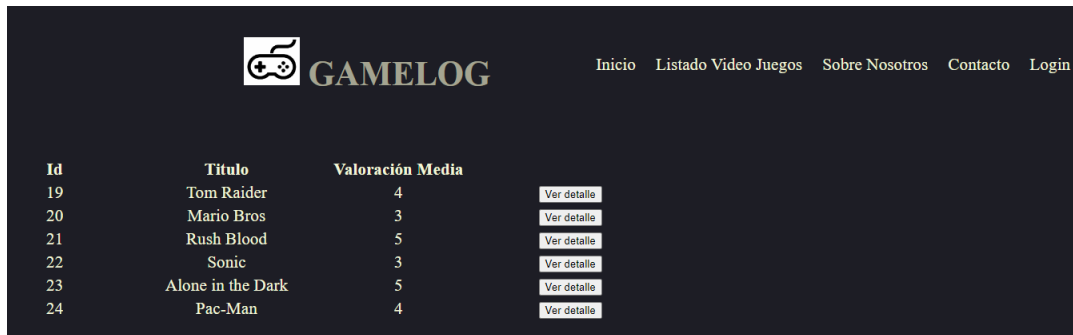 GAMELOG Inicio Listado Video Juegos Sobre Nosotros Contacto Login
Id Titulo Valoración Media
19 Tom Raider 4 Ver detalle
20 Mario Bros 3 Ver detalle
21 Rush Blood 5 Ver detalle
22 Sonic 3 Ver detalle
23 Alone in the Dark 5 Ver detalle
24 Pac-Man 4 Ver detalle